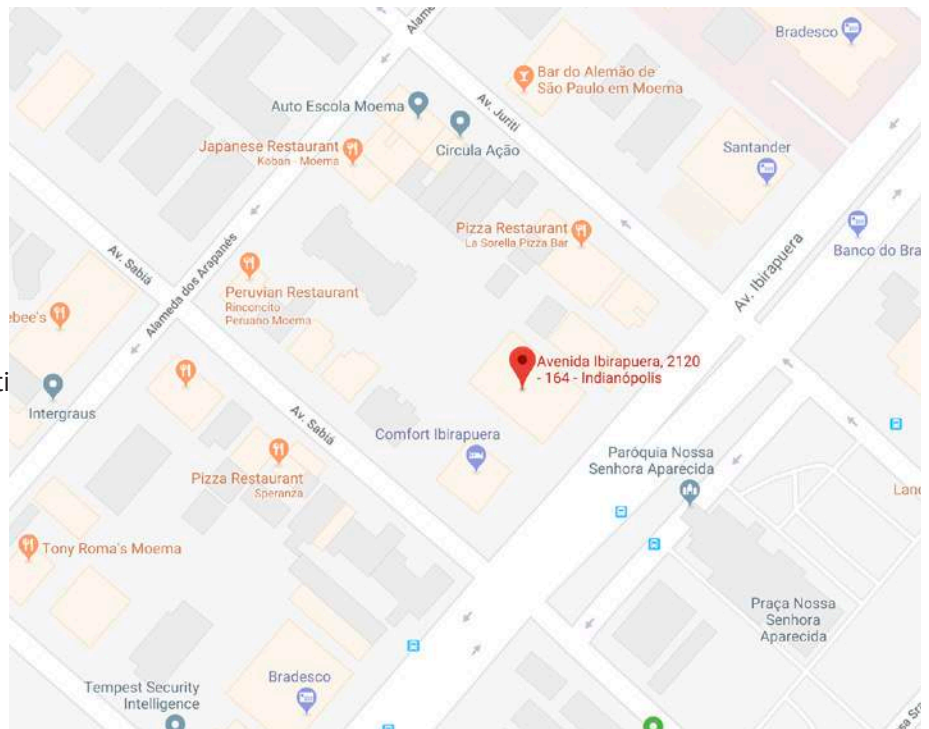 Alame
Bradesco
Bar do Alemão de
São Paulo em Moema
Auto Escola Moema
Av. Juriti
Circula Ação
Japanese Restaurant
Koban - Moema
Santander
Pizza Restaurant
La Sorella Pizza Bar
Av. Ibirapuera
Banco do Bra
Av. Sabiá
Alameda dos Arapanés
Peruvian Restaurant
Rinconcito
Peruano Moema
ebee's
Avenida Ibirapuera, 2120
- 164 - Indianópolis
ti
Intergraus
Av. Sabiá
Comfort Ibirapuera
Paróquia Nossa
Senhora Aparecida
Pizza Restaurant
Speranza
Lanc
Tony Roma's Moema
Praça Nossa
Senhora
Aparecida
Bradesco
Tempest Security
Intelligence